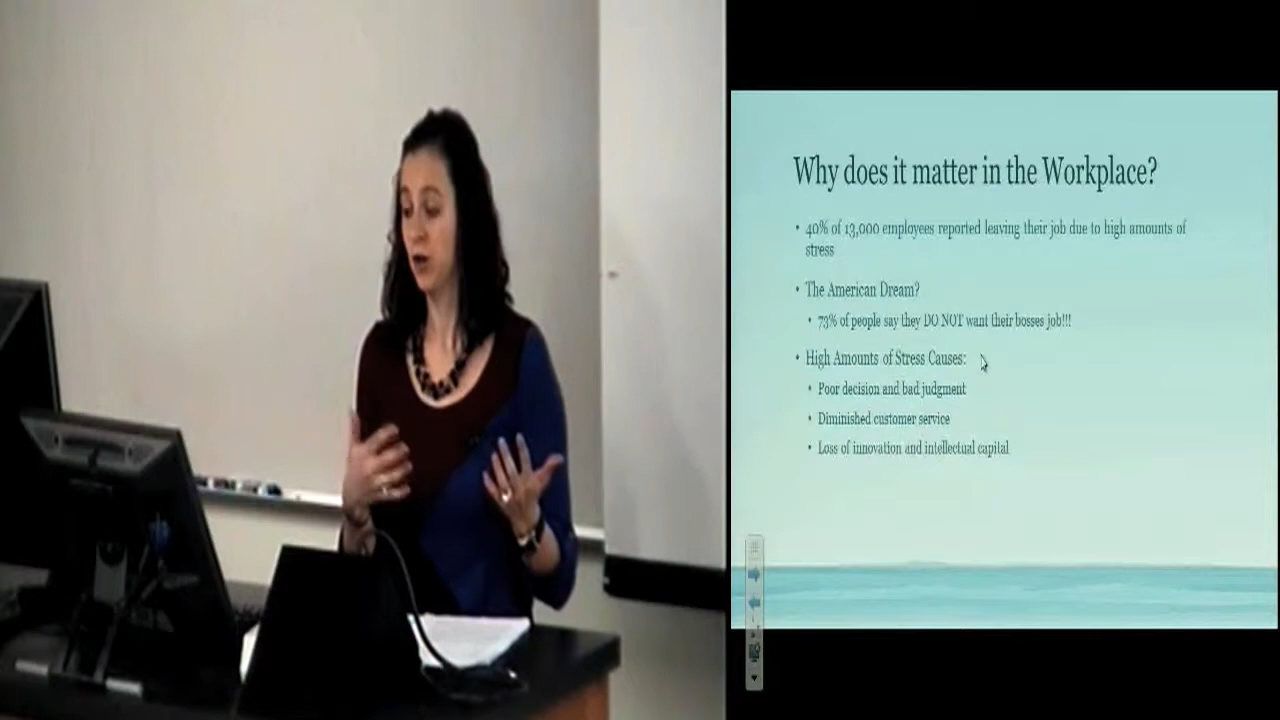 Why does it matter in the Workplace?
• 40% of 13,000 employees reported leaving their job due to high amounts of
stress
• The American Dream?
• 73% of people say they DO NOT want their bosses job!!!
• High Amounts of Stress Causes:
• Poor decision and bad judgment
• Diminished customer service
• Loss of innovation and intellectual capital